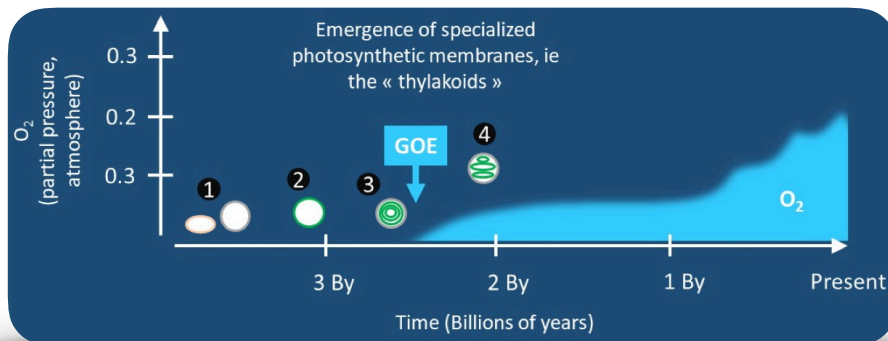 Emergence of specialized
photosynthetic membranes, ie
the « thylakoids »
O2
(partial pressure,
atmosphere)
0.3
0.2
0.3
1
2
3
GOE
4
O2
3 By
2 By
1 By
Present
Time (Billions of years)